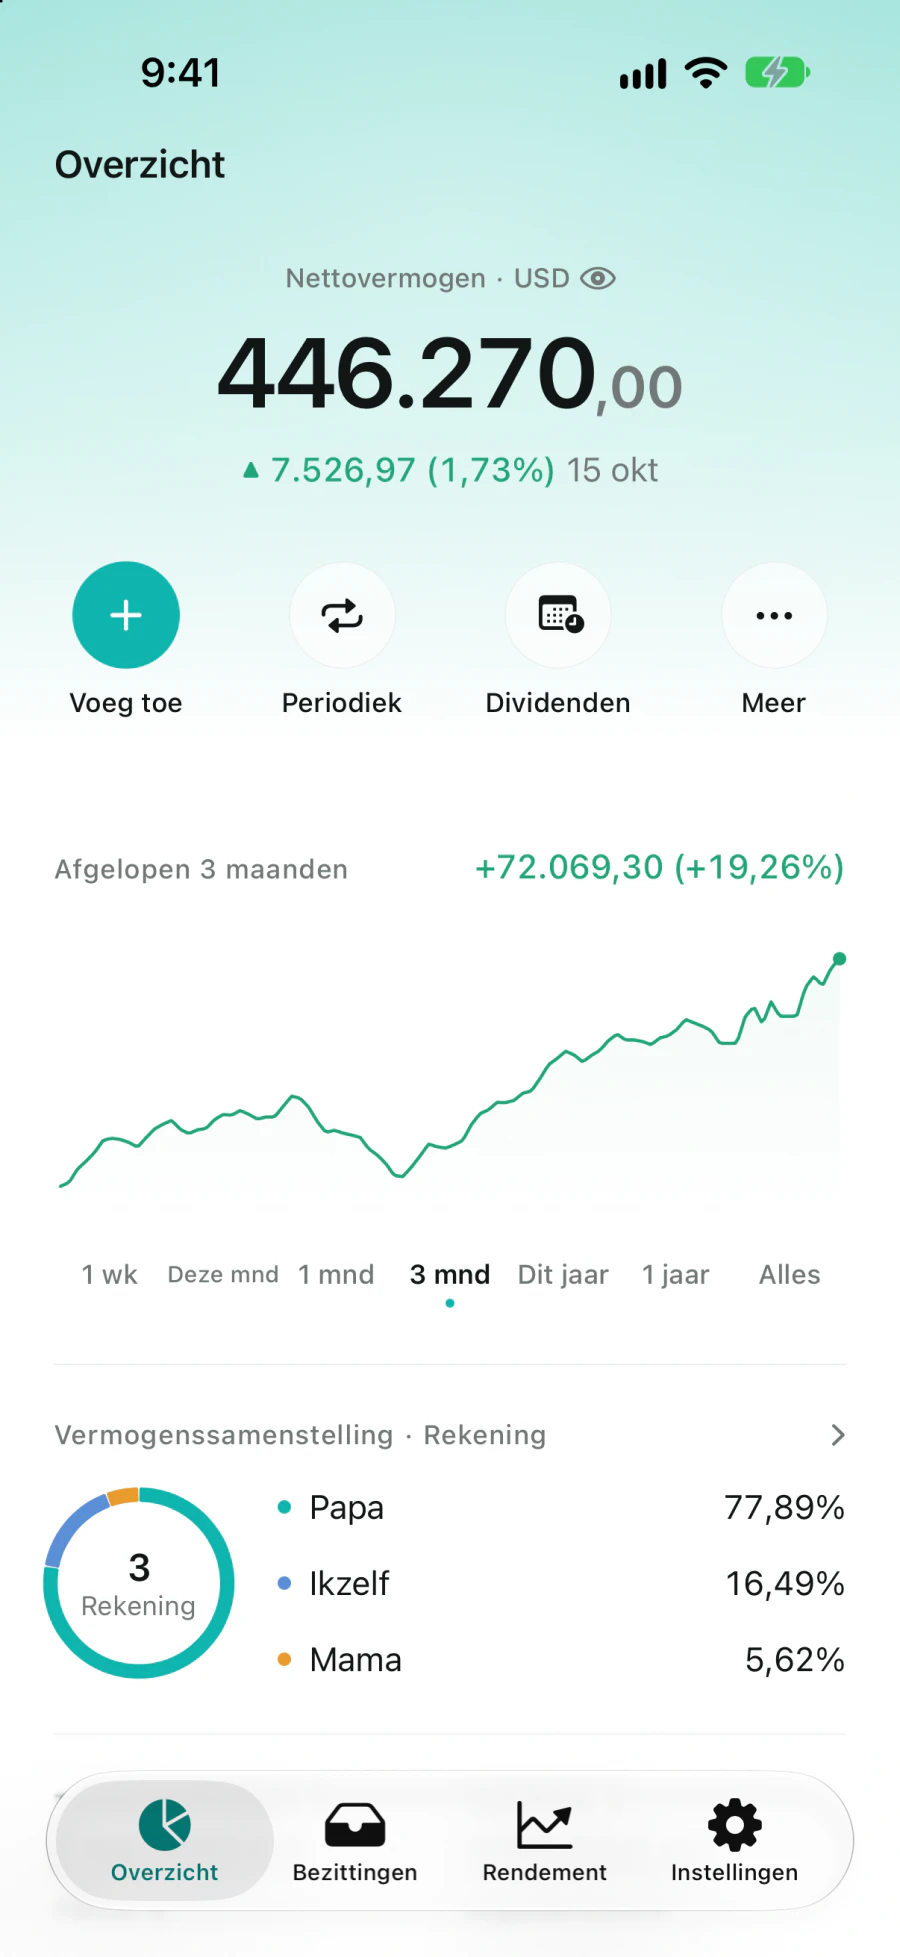 9:41
Overzicht
Nettovermogen · USD
446.270,00
▲ 7.526,97 (1,73%) 15 okt
Voeg toe
Periodiek
Dividenden
Meer
Afgelopen 3 maanden
+72.069,30 (+19,26%)
1 wk
Deze mnd
1 mnd
3 mnd
Dit jaar
1 jaar
Alles
Vermogenssamenstelling · Rekening
3
Rekening
Papa 77,89%
Ikzelf 16,49%
Mama 5,62%
Overzicht
Bezittingen
Rendement
Instellingen